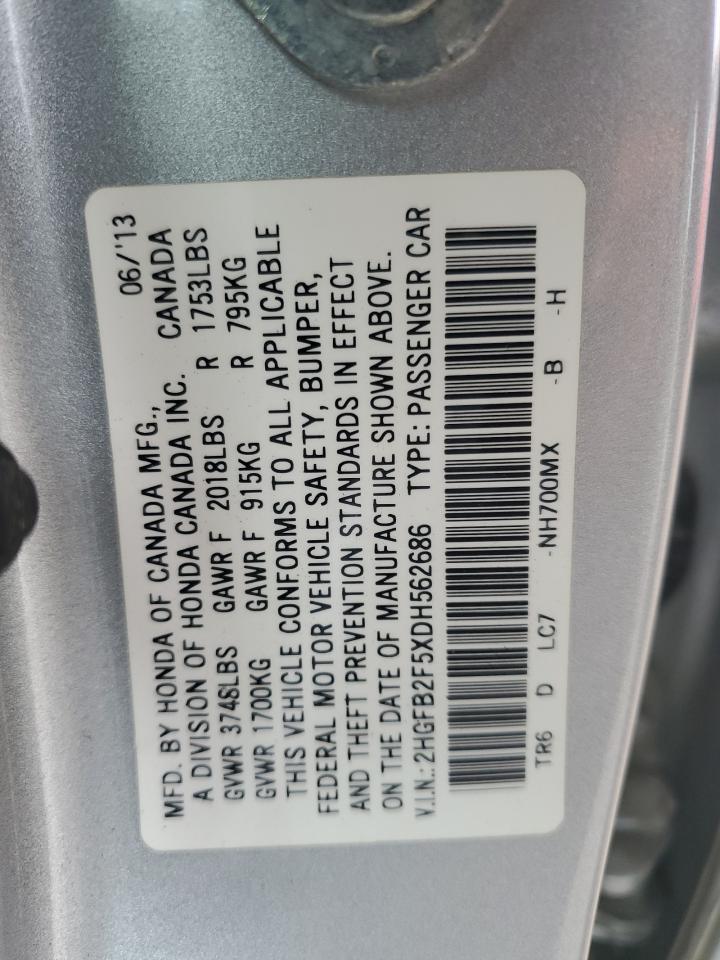 06/'13
MFD. BY HONDA OF CANADA MFG.,
A DIVISION OF HONDA CANADA INC. CANADA
GVWR 3748LBS GAWR F 2018LBS R 1753LBS
GVWR 1700KG GAWR F 915KG R 795KG
THIS VEHICLE CONFORMS TO ALL APPLICABLE
FEDERAL MOTOR VEHICLE SAFETY, BUMPER,
AND THEFT PREVENTION STANDARDS IN EFFECT
ON THE DATE OF MANUFACTURE SHOWN ABOVE.
V.I.N.: 2HGFB2F5XDH562686 TYPE: PASSENGER CAR
TR6 D LC7 -NH700MX -B -H